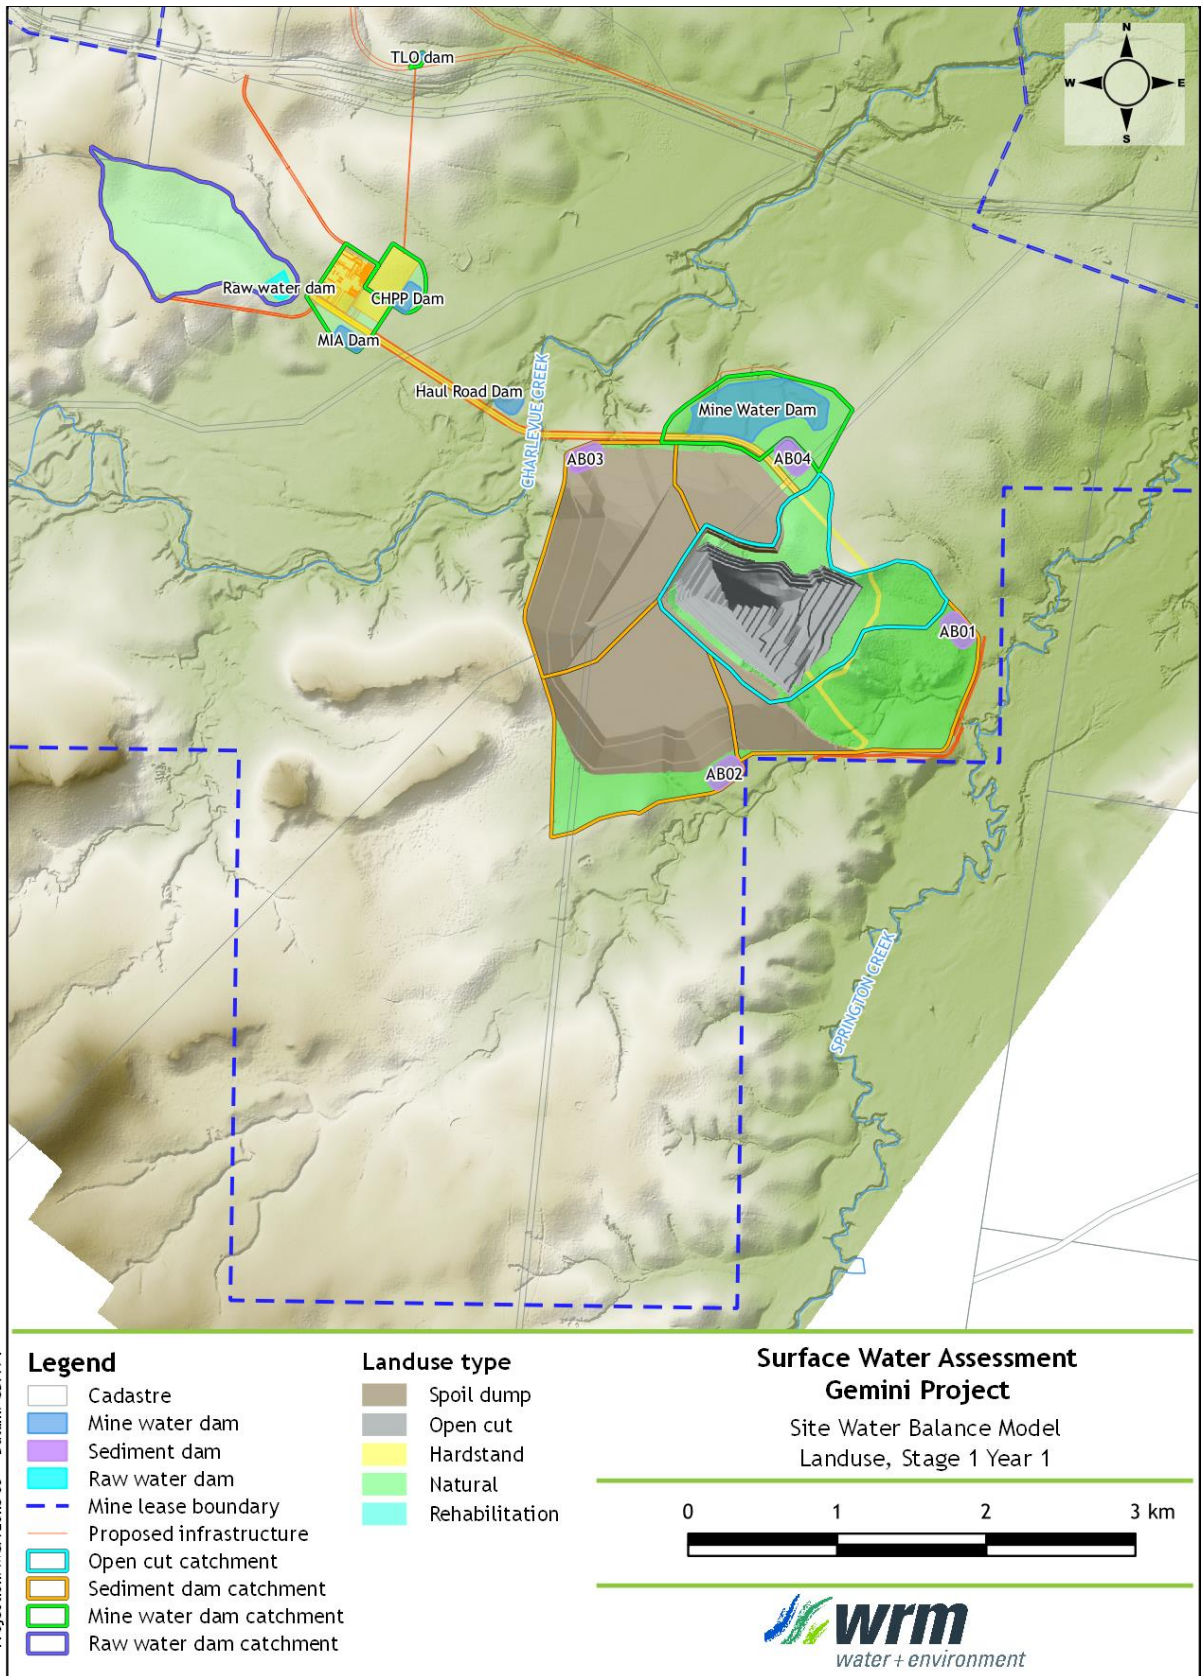 N
W
E
S
TLO dam
Raw water dam
CHPP Dam
MIA Dam
Haul Road Dam
CHARLEVUE CREEK
Mine Water Dam
AB03
AB04
AB01
AB02
SPRINGTON CREEK
Legend
Cadastre
Mine water dam
Sediment dam
Raw water dam
Mine lease boundary
Proposed infrastructure
Open cut catchment
Sediment dam catchment
Mine water dam catchment
Raw water dam catchment
Landuse type
Spoil dump
Open cut
Hardstand
Natural
Rehabilitation
Surface Water Assessment
Gemini Project
Site Water Balance Model
Landuse, Stage 1 Year 1
0 1 2 3 km
wrm
water + environment